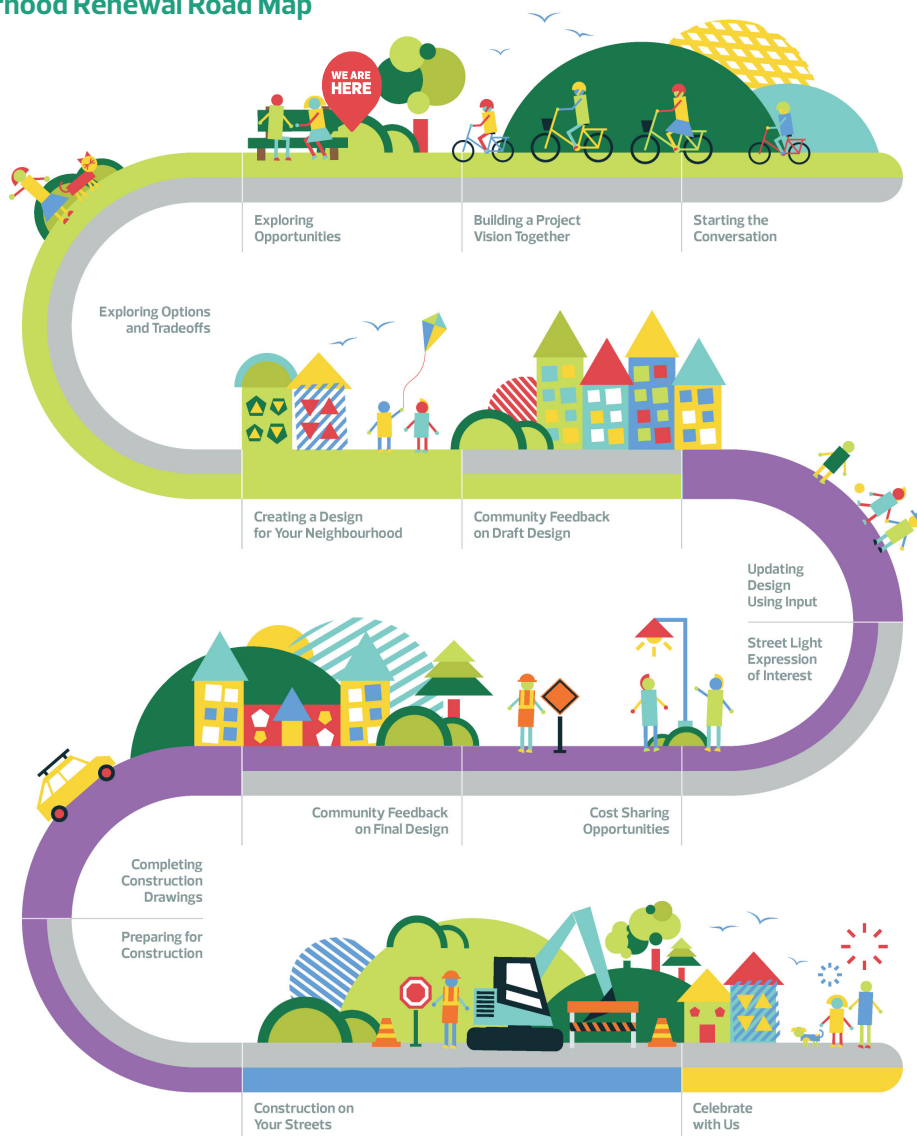 Renewal Road Map
WE ARE
HERE
Exploring
Opportunities
Building a Project
Vision Together
Starting the
Conversation
Exploring Options
and Tradeoffs
Creating a Design
for Your Neighbourhood
Community Feedback
on Draft Design
Updating
Design
Using Input
Street Light
Expression
of Interest
Community Feedback
on Final Design
Cost Sharing
Opportunities
Completing
Construction
Drawings
Preparing for
Construction
Construction on
Your Streets
Celebrate
with Us